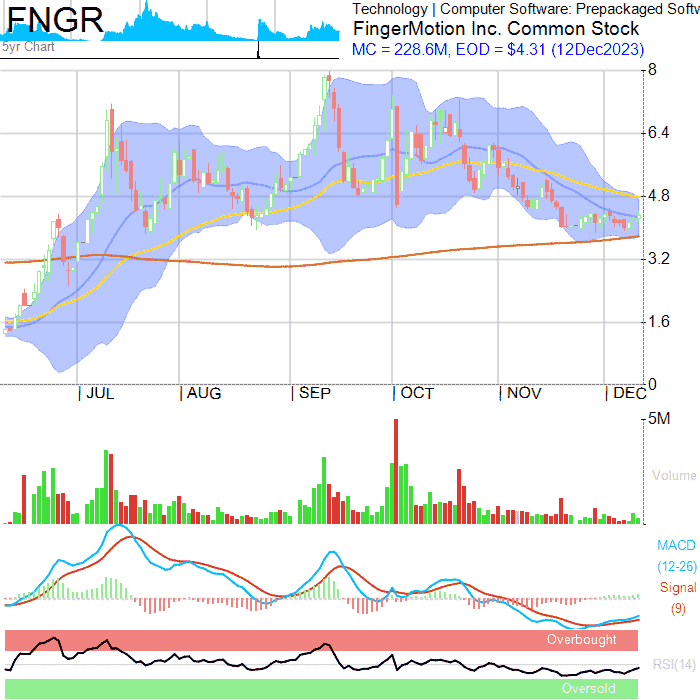 FNGR
5yr Chart
Technology | Computer Software: Prepackaged Softw
FingerMotion Inc. Common Stock
MC = 228.6M, EOD = $4.31 (12Dec2023)
8
6.4
4.8
3.2
1.6
0
| JUL | AUG | SEP | OCT | NOV | DEC
5M
Volume
MACD
(12-26)
Signal
(9)
Overbought
RSI(14)
Oversold